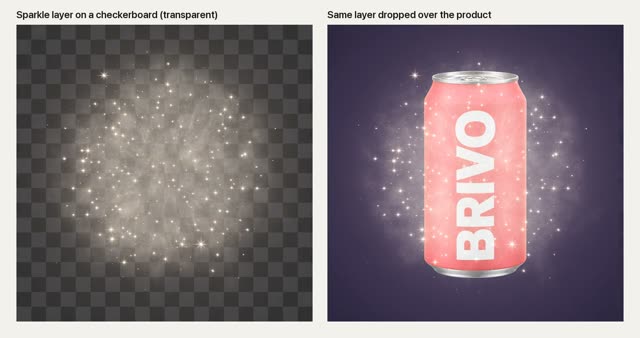 Sparkle layer on a checkerboard (transparent)
Same layer dropped over the product
BRIVO